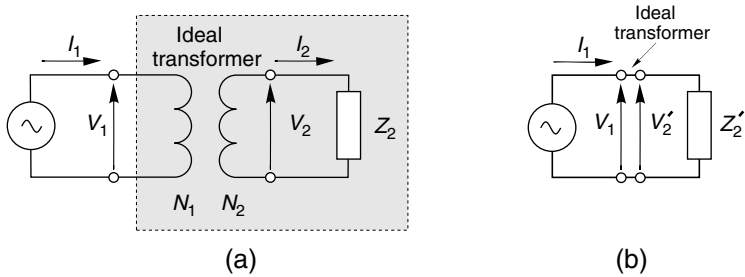 Ideal
transformer
I1
I2
V1
V2
Z2
N1
N2
(a)
Ideal
transformer
I1
V1
V2′
Z2′
(b)